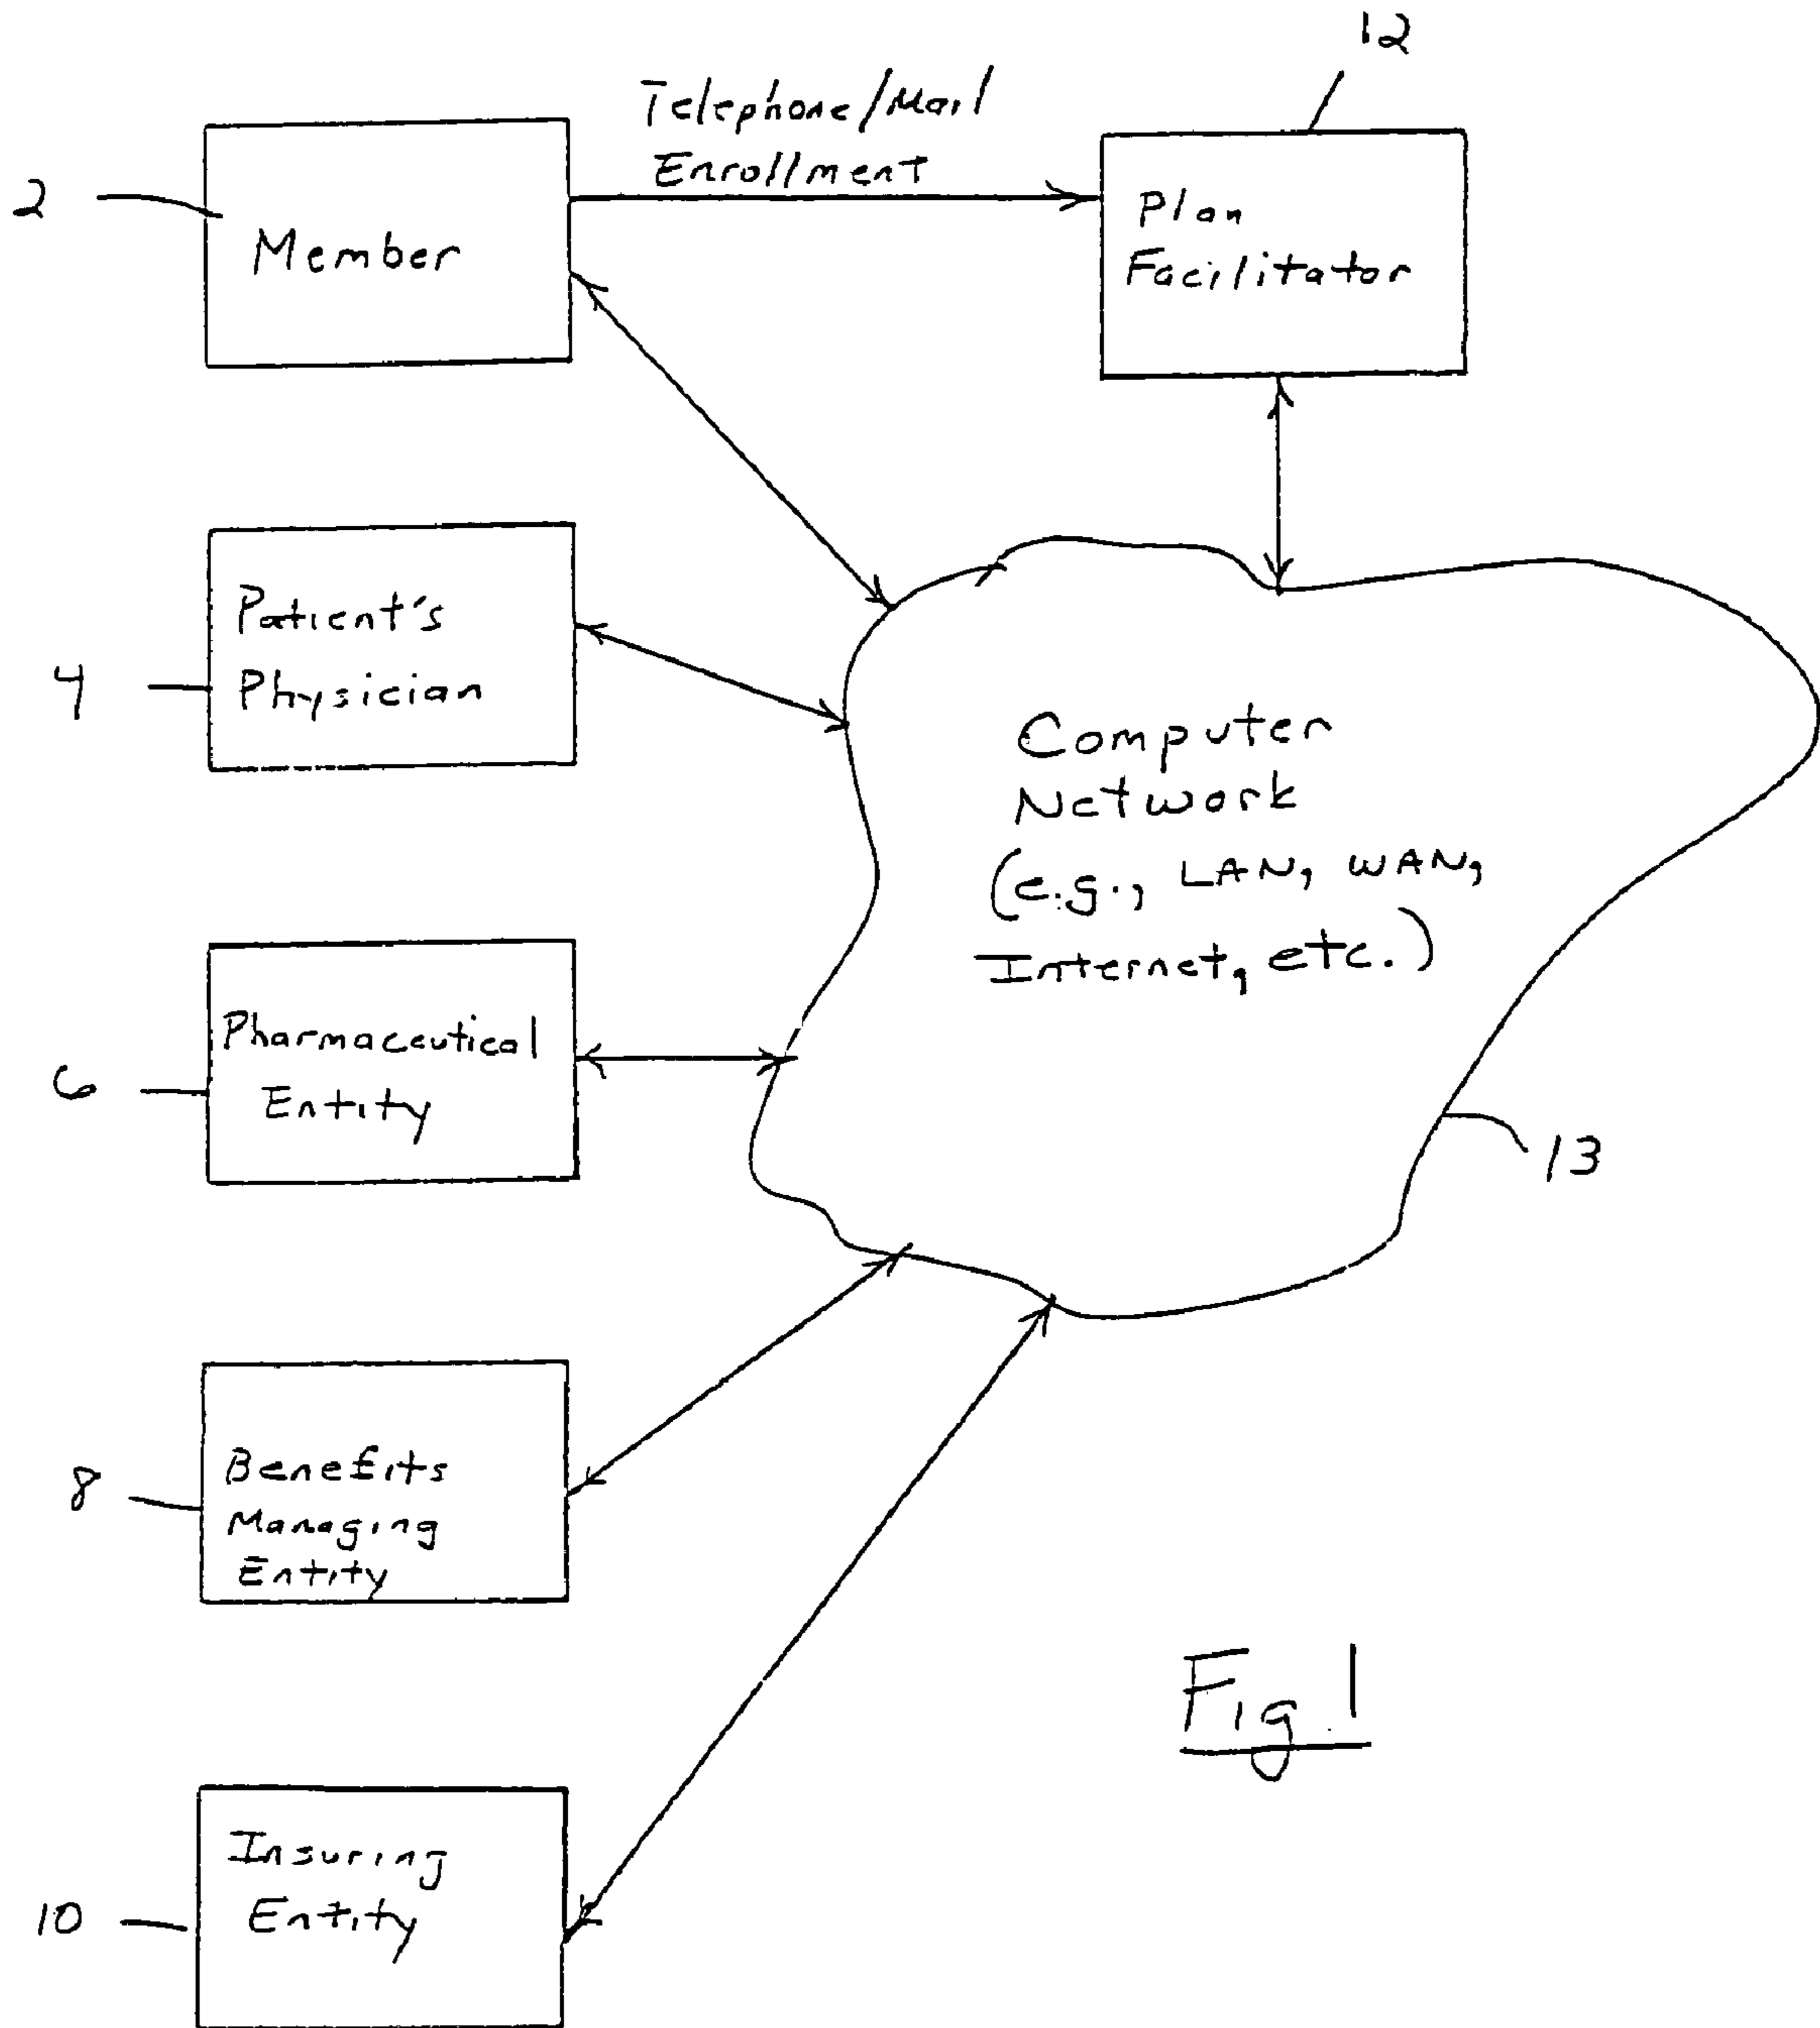 12
Telephone/Mail
Enrollment
2
Member
Plan
Facilitator
4
Patient's
Physician
Computer
Network
(e.g., LAN, WAN,
Internet, etc.)
6
Pharmaceutical
Entity
13
8
Benefits
Managing
Entity
Fig. 1
10
Insuring
Entity